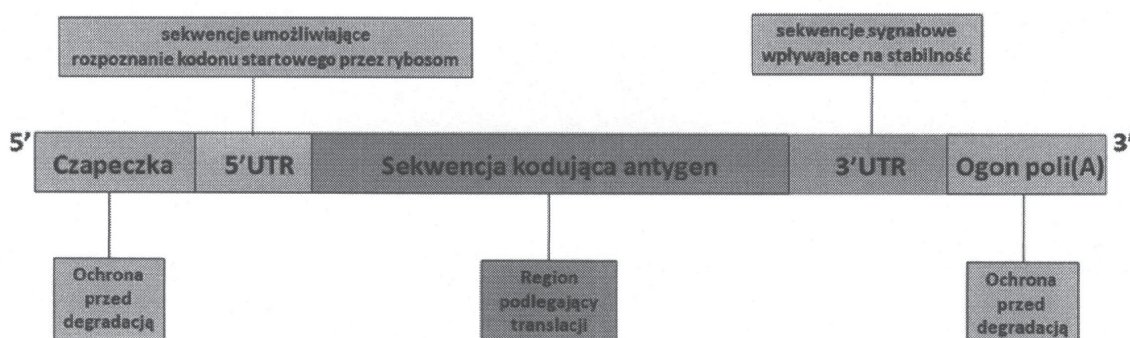 sekwencje umożliwiające
rozpoznanie kodonu startowego przez rybosom
sekwencje sygnałowe
wpływające na stabilność
5'
Czapeczka
5'UTR
Sekwencja kodująca antygen
3'UTR
Ogon poli(A)
3'
Ochrona
przed
degradacją
Region
podlegający
translacji
Ochrona
przed
degradacją